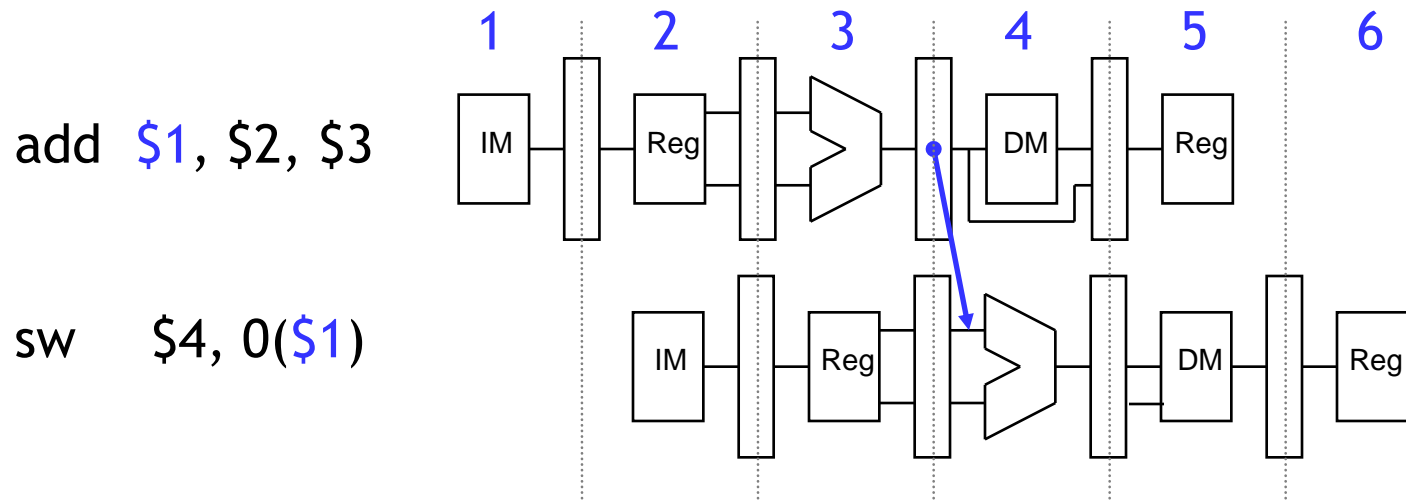 1 2 3 4 5 6
add $1, $2, $3 IM Reg DM Reg
sw $4, 0($1) IM Reg DM Reg